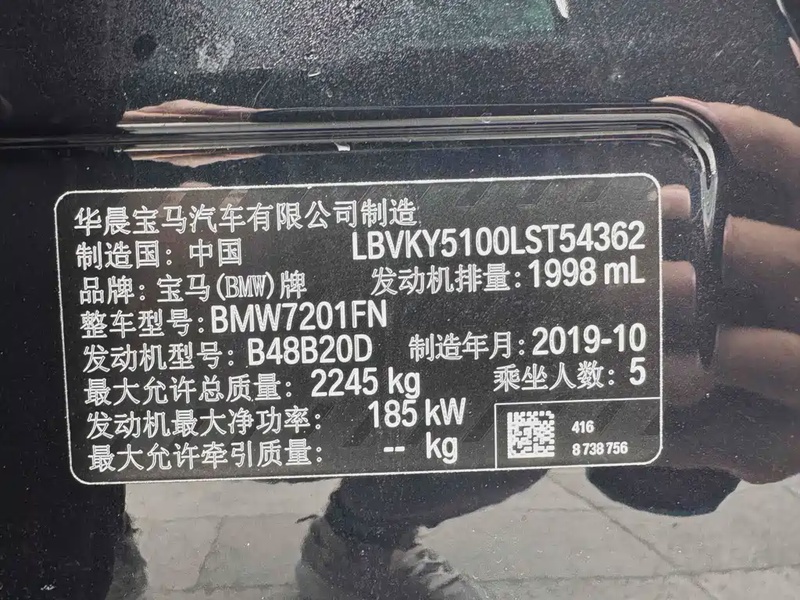 华晨宝马汽车有限公司制造
制造国：中国 LBVKY5100LST54362
品牌：宝马(BMW)牌 发动机排量：1998 mL
整车型号：BMW7201FN
发动机型号：B48B20D 制造年月：2019-10
最大允许总质量：2245 kg 乘坐人数：5
发动机最大净功率：185 kW
最大允许牵引质量：-- kg
416
8 738 756